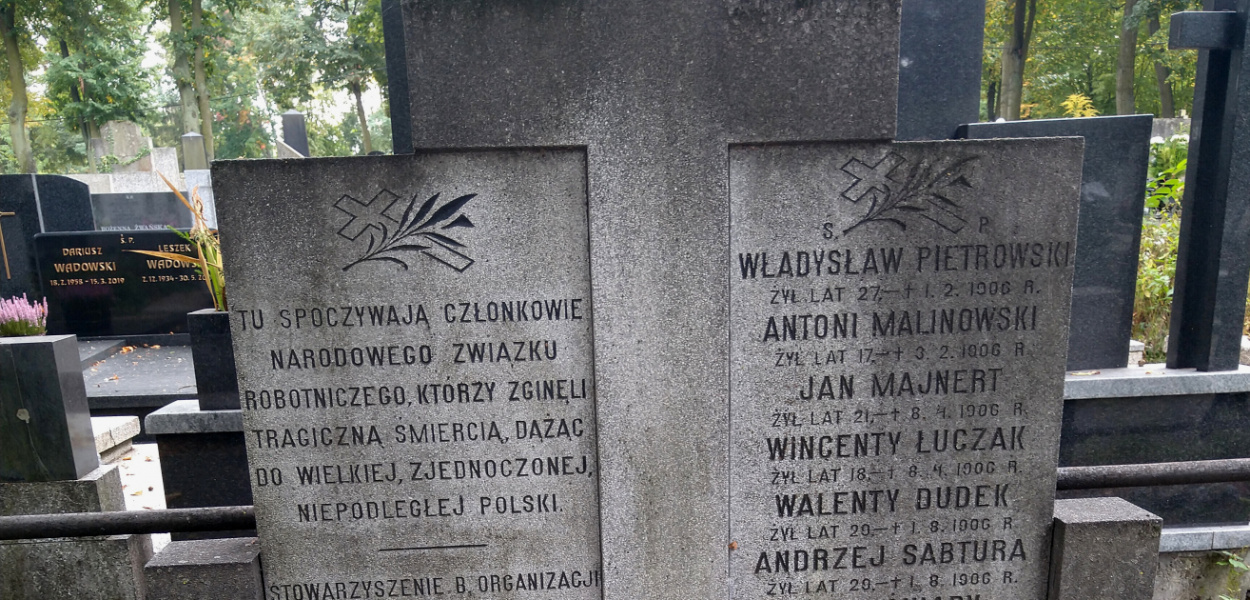 Ś. P.
DARIUSZ
WADOWSKI
18.2.1958 – 15.3.2019
LESZEK
2.12.1934 – 30.5.
TU SPOCZYWAJĄ CZŁONKOWIE
NARODOWEGO ZWIĄZKU
ROBOTNICZEGO, KTÓRZY ZGINĘLI
TRAGICZNĄ ŚMIERCIĄ, DĄŻĄC
DO WIELKIEJ, ZJEDNOCZONEJ,
NIEPODLEGŁEJ POLSKI.
STOWARZYSZENIE B. ORGANIZACJI
Ś. P.
WŁADYSŁAW PIETROWSKI
ŻYŁ LAT 27,—† 1. 2. 1906 R.
ANTONI MALINOWSKI
ŻYŁ LAT 17.—† 3. 2. 1906 R.
JAN MAJNERT
ŻYŁ LAT 21,—† 8. 4. 1906 R.
WINCENTY ŁUCZAK
ŻYŁ LAT 18.—† 8. 4. 1906 R.
WALENTY DUDEK
ŻYŁ LAT 20.—† 1. 8. 1906 R.
ANDRZEJ SABTURA
ŻYŁ LAT 29.—† 1. 8. 1906 R.